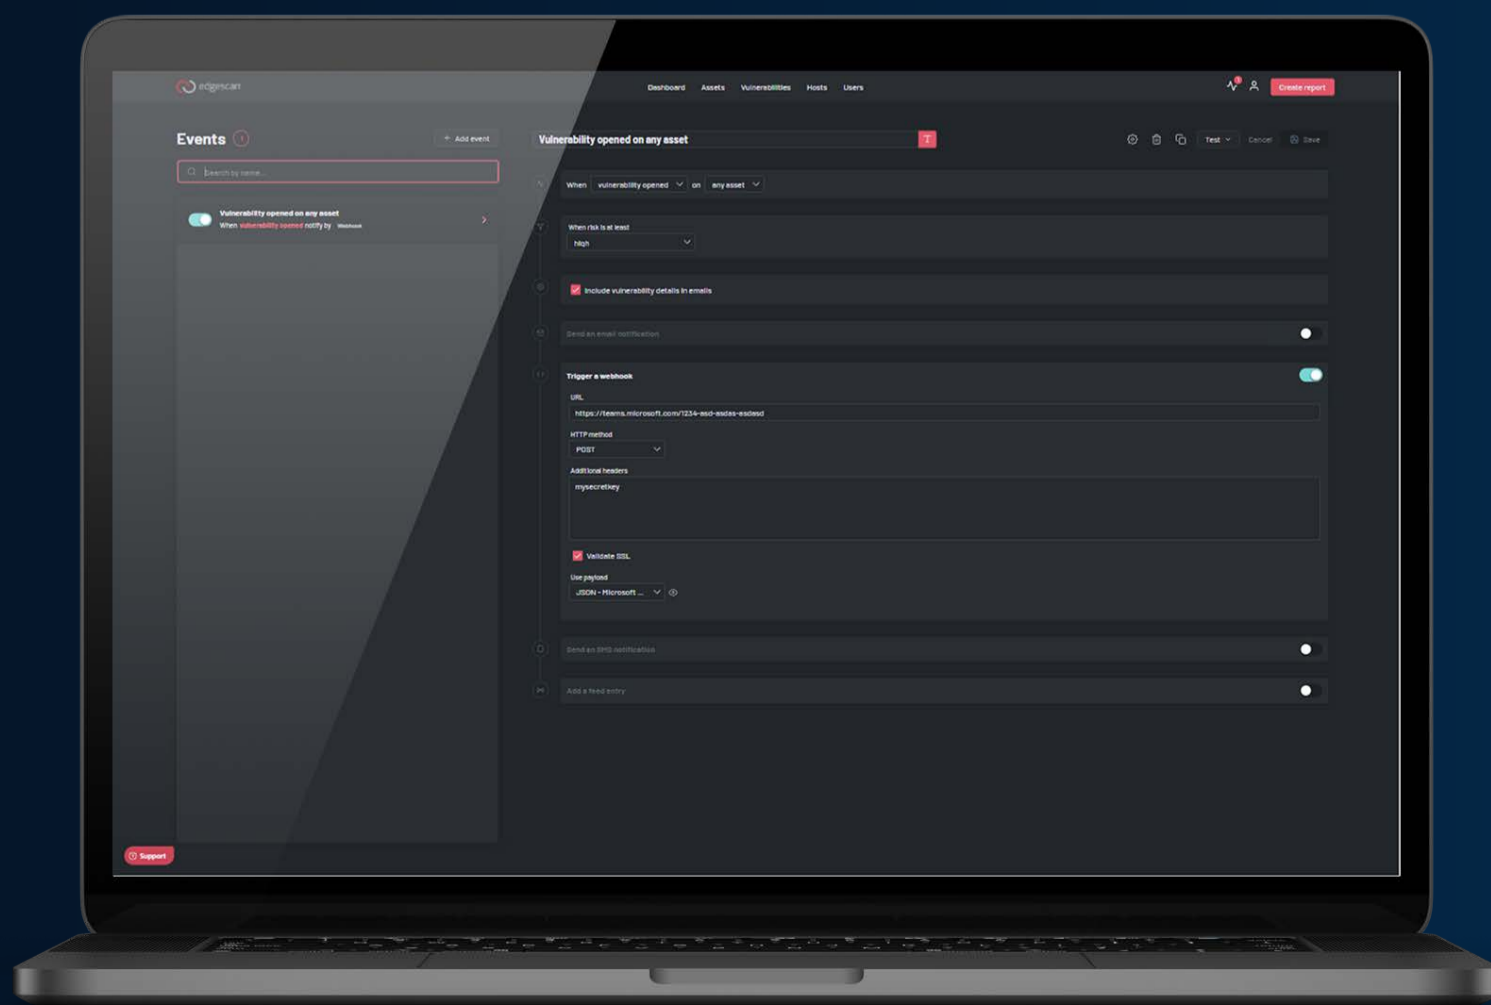 edgescan
Dashboard Assets Vulnerabilities Hosts Users
Create report
Events
Add event
Search by name...
Vulnerability opened on any asset
When vulnerability opened notify by Webhook
Vulnerability opened on any asset
T
Test
Cancel
Save
When vulnerability opened on any asset
When risk is at least
high
Include vulnerability details in emails
Send an email notification
Trigger a webhook
URL
https://teams.microsoft.com/1234-asd-asdas-asdasd
HTTP method
POST
Additional headers
mysecretkey
Validate SSL
Use payload
JSON - Microsoft ...
Send an SMS notification
Add a feed entry
Support